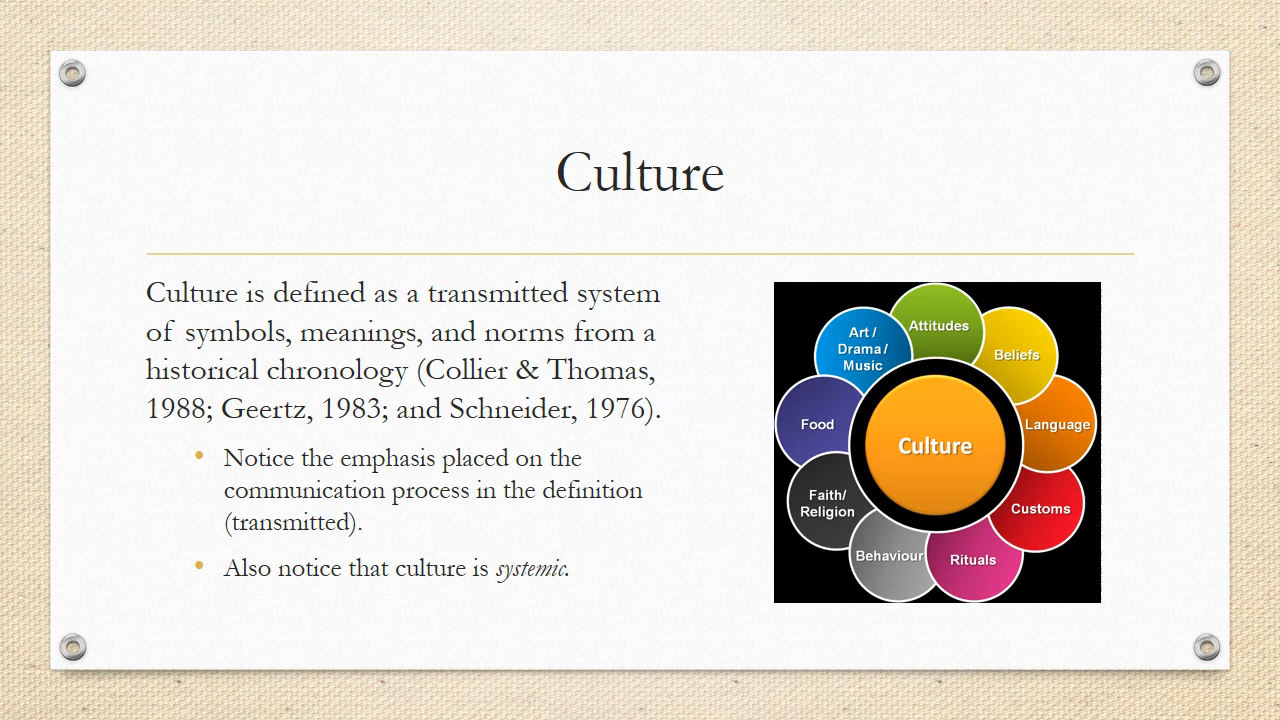 Culture
Culture is defined as a transmitted system
of symbols, meanings, and norms from a
historical chronology (Collier & Thomas,
1988; Geertz, 1983; and Schneider, 1976).
• Notice the emphasis placed on the
communication process in the definition
(transmitted).
• Also notice that culture is systemic.
Attitudes
Beliefs
Language
Customs
Rituals
Behaviour
Faith/
Religion
Food
Art /
Drama /
Music
Culture